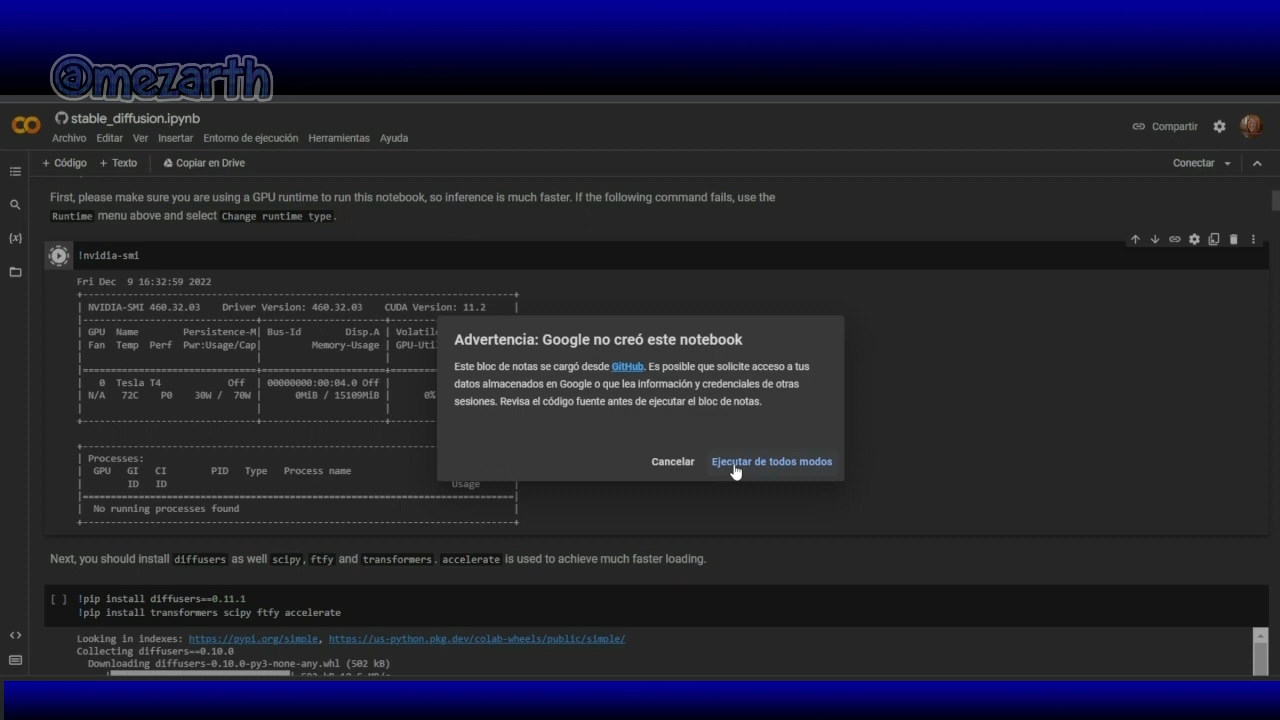 @mezarth
stable_diffusion.ipynb
Compartir
Archivo Editar Ver Insertar Entorno de ejecución Herramientas Ayuda
+ Código + Texto Copiar en Drive Conectar
First, please make sure you are using a GPU runtime to run this notebook, so inference is much faster. If the following command fails, use the
Runtime menu above and select Change runtime type.
!nvidia-smi
Fri Dec 9 16:32:59 2022
NVIDIA-SMI 460.32.03 Driver Version: 460.32.03 CUDA Version: 11.2
GPU Name Persistence-M| Bus-Id Disp.A | Volatil
Fan Temp Perf Pwr:Usage/Cap| Memory-Usage | GPU-Uti
0 Tesla T4 Off | 00000000:00:04.0 Off |
N/A 72C P0 30W / 70W | 0MiB / 15109MiB | 0%
Advertencia: Google no creó este notebook
Este bloc de notas se cargó desde GitHub. Es posible que solicite acceso a tus
datos almacenados en Google o que lea información y credenciales de otras
sesiones. Revisa el código fuente antes de ejecutar el bloc de notas.
Cancelar Ejecutar de todos modos
Processes:
GPU GI CI PID Type Process name
ID ID Usage
No running processes found
Next, you should install diffusers as well scipy, ftfy and transformers. accelerate is used to achieve much faster loading.
[ ] !pip install diffusers==0.11.1
!pip install transformers scipy ftfy accelerate
Looking in indexes: https://pypi.org/simple, https://us-python.pkg.dev/colab-wheels/public/simple/
Collecting diffusers==0.10.0
Downloading diffusers-0.10.0-py3-none-any.whl (502 kB)